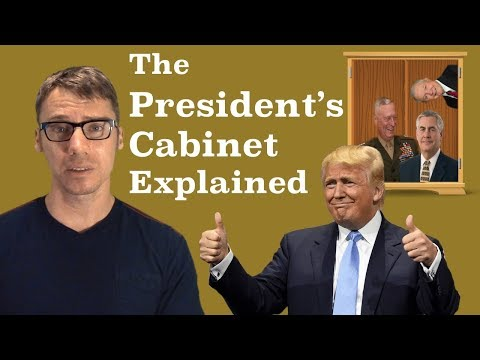 The
President's
Cabinet
Explained